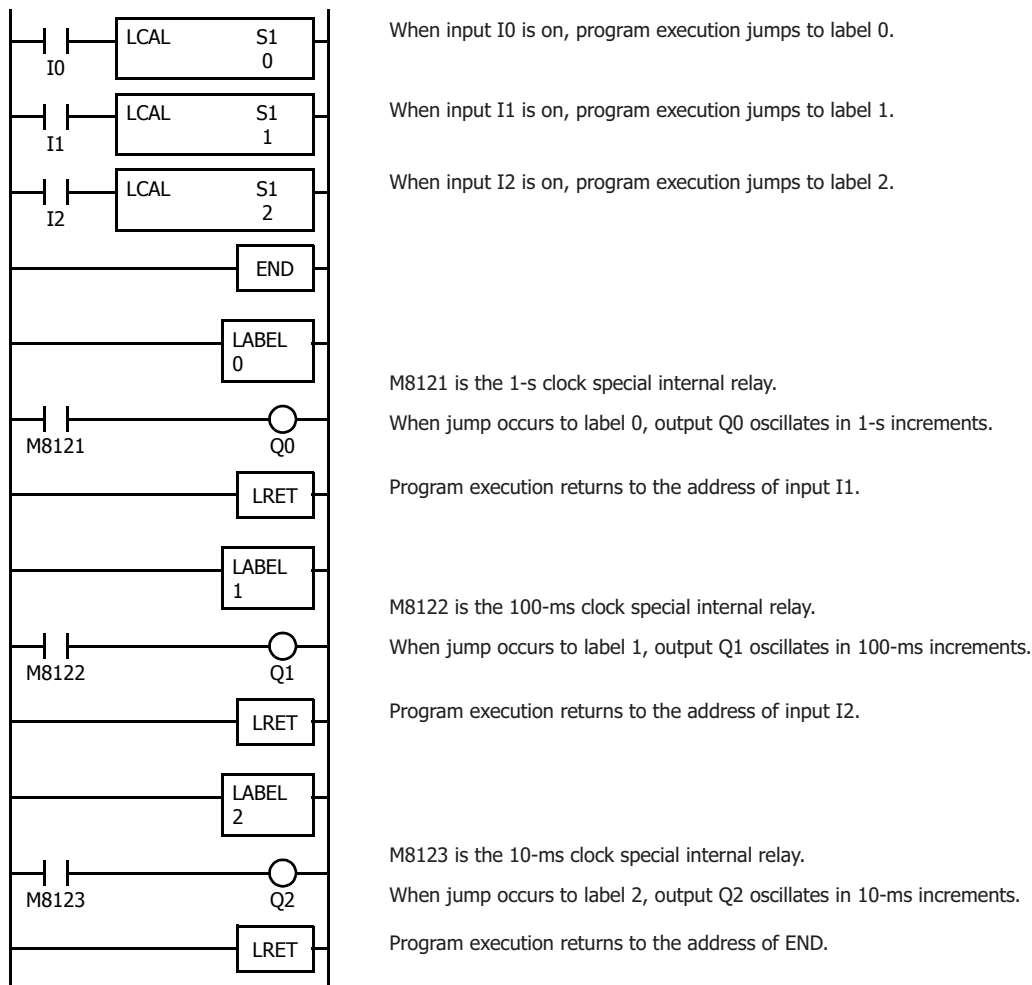 LCAL S1 When input I0 is on, program execution jumps to label 0.
I0 0
LCAL S1 When input I1 is on, program execution jumps to label 1.
I1 1
LCAL S1 When input I2 is on, program execution jumps to label 2.
I2 2
END
LABEL
0
M8121 is the 1-s clock special internal relay.
When jump occurs to label 0, output Q0 oscillates in 1-s increments.
M8121 Q0
LRET Program execution returns to the address of input I1.
LABEL
1
M8122 is the 100-ms clock special internal relay.
When jump occurs to label 1, output Q1 oscillates in 100-ms increments.
M8122 Q1
LRET Program execution returns to the address of input I2.
LABEL
2
M8123 is the 10-ms clock special internal relay.
When jump occurs to label 2, output Q2 oscillates in 10-ms increments.
M8123 Q2
LRET Program execution returns to the address of END.